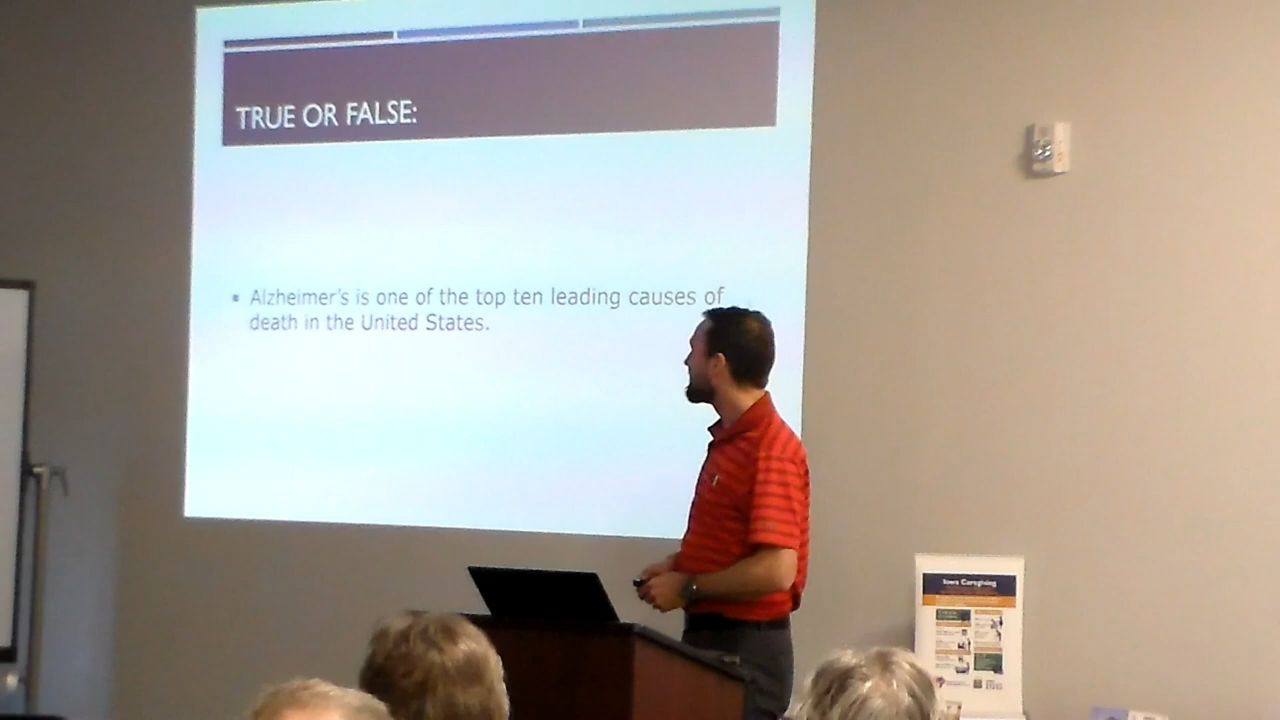 TRUE OR FALSE:
▪ Alzheimer's is one of the top ten leading causes of
death in the United States.
Iowa Caregiving